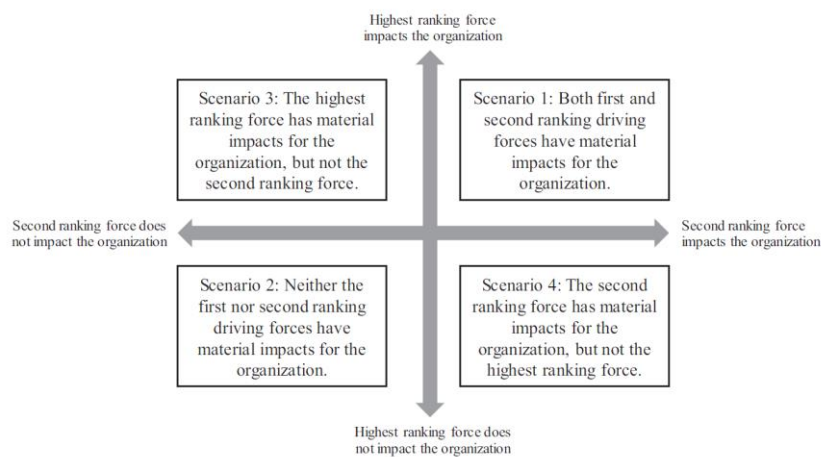 Highest ranking force
impacts the organization
Scenario 3: The highest
ranking force has material
impacts for the
organization, but not the
second ranking force.
Scenario 1: Both first and
second ranking driving
forces have material
impacts for the
organization.
Second ranking force does
not impact the organization
Second ranking force
impacts the organization
Scenario 2: Neither the
first nor second ranking
driving forces have
material impacts for the
organization.
Scenario 4: The second
ranking force has material
impacts for the
organization, but not the
highest ranking force.
Highest ranking force does
not impact the organization